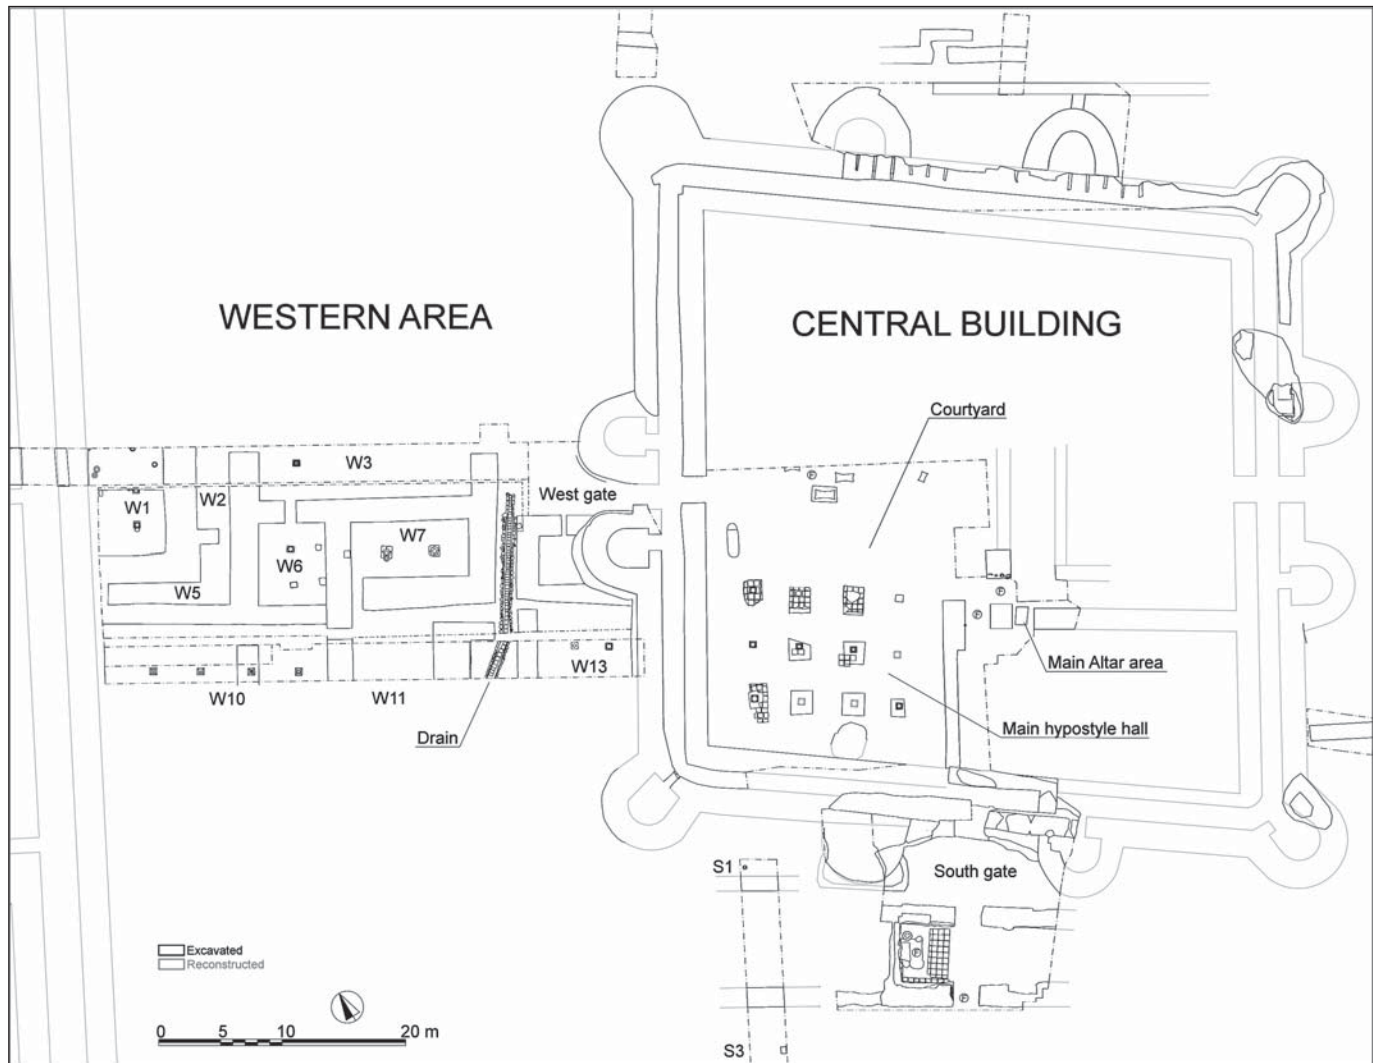 WESTERN AREA
CENTRAL BUILDING
Courtyard
W3
F
West gate
W1
W2
W7
W6
W5
F
F
Main Altar area
W13
W10
W11
Main hypostyle hall
Drain
S1
South gate
F
Excavated
Reconstructed
F
0 5 10 20 m
S3